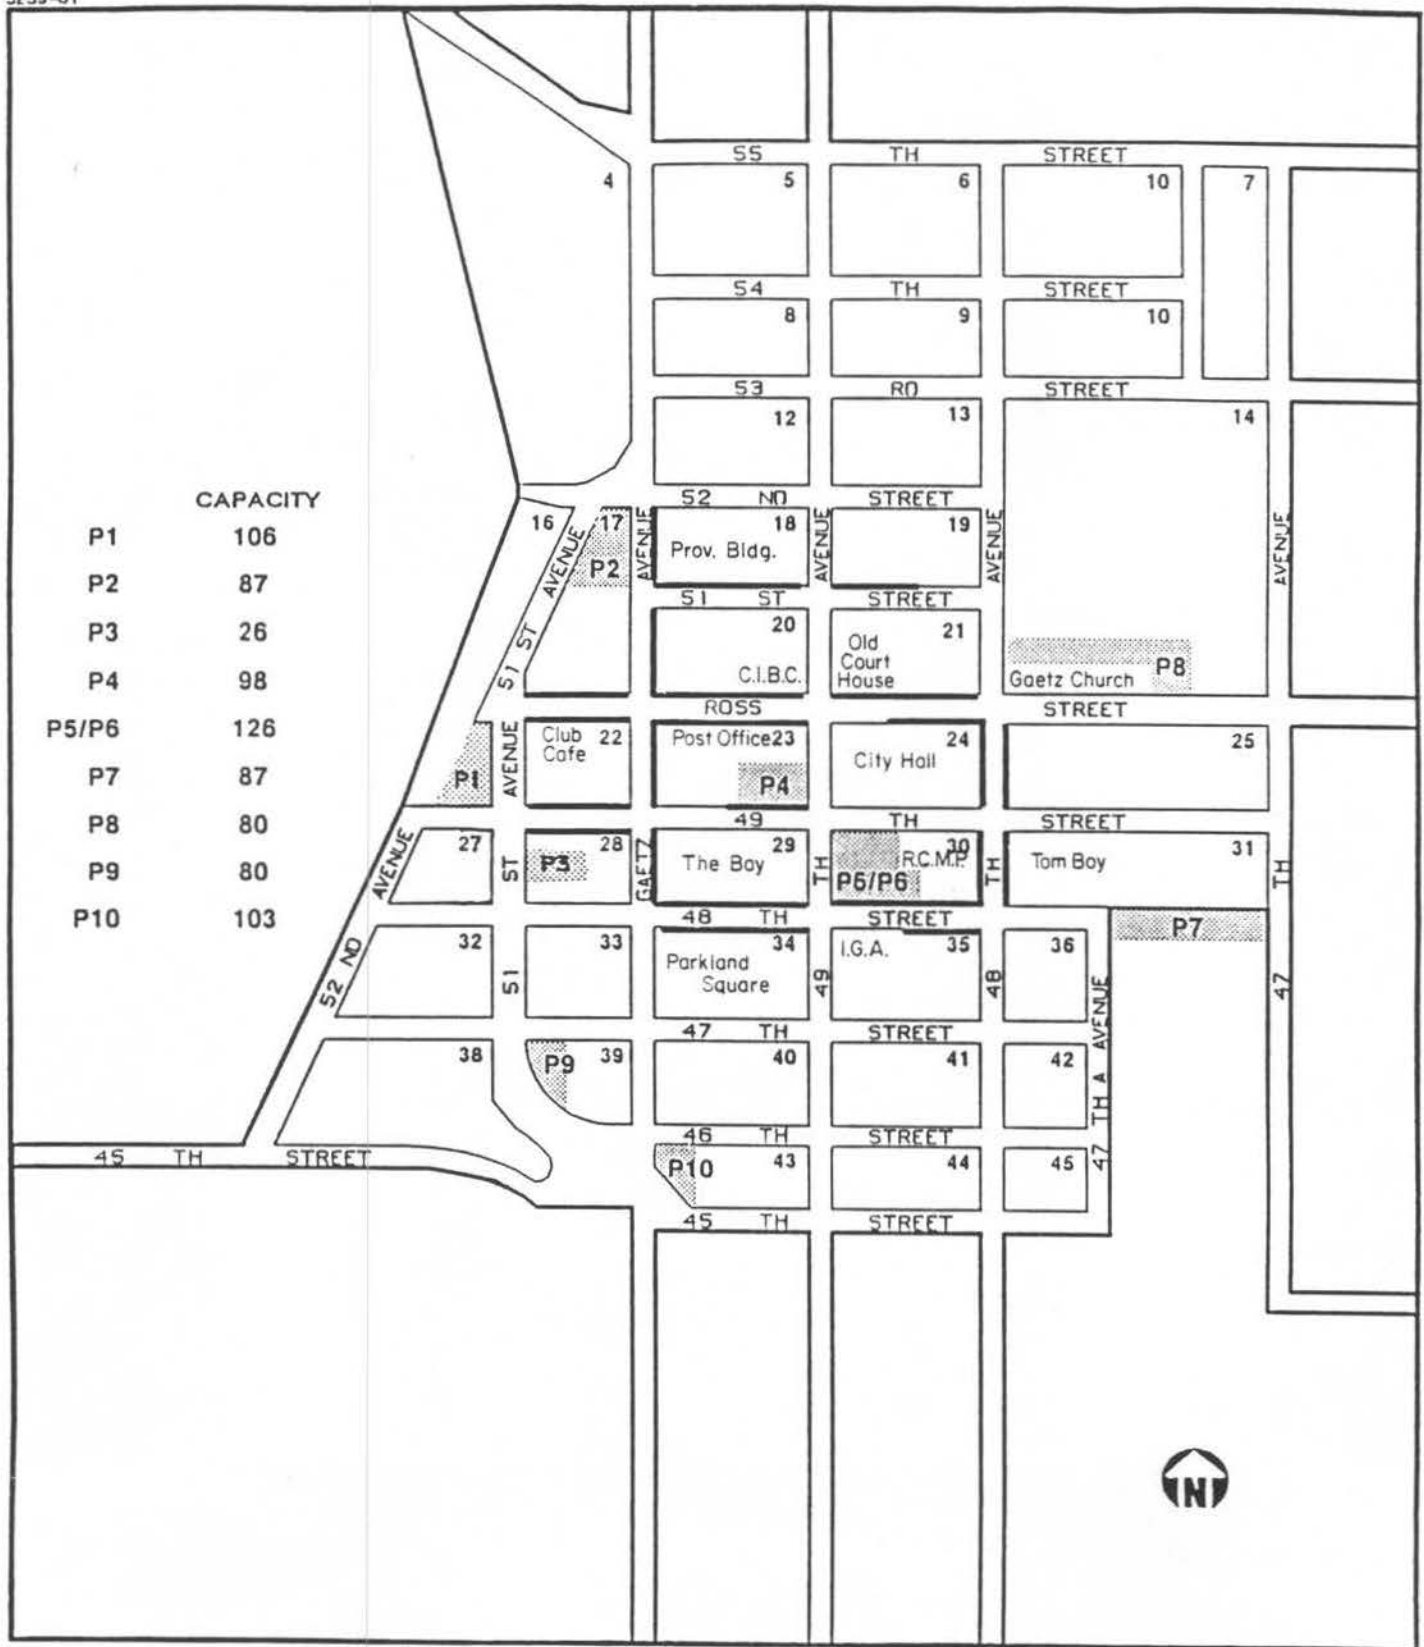 55 TH STREET
4 5 6 10 7
54 TH STREET
8 9 10
53 RD STREET
12 13 14
52 ND STREET
CAPACITY
P1 106
P2 87
P3 26
P4 98
P5/P6 126
P7 87
P8 80
P9 80
P10 103
16 17 18 19
P2
Prov. Bldg.
51 ST AVENUE
AVENUE
AVENUE
AVENUE
AVENUE
51 ST STREET
20 21
C.I.B.C.
Old
Court
House
Gaetz Church P8
ROSS STREET
AVENUE
Club 22
Cafe
Post Office 23
24
City Hall
25
P1
P4
49 TH STREET
AVENUE
27
ST
28
P3
GAETZ
The Bay 29
TH
30
R.C.M.P.
P5/P6
TH
Tom Boy 31
TH
48 TH STREET
P7
52 ND
32
51
33
34
Parkland
Square
49
I.G.A. 35
48
36
47
47 TH STREET
38
P9 39
40 41 42
47 TH A AVENUE
46 TH STREET
45 TH STREET
P10 43 44 45
45 TH STREET
N